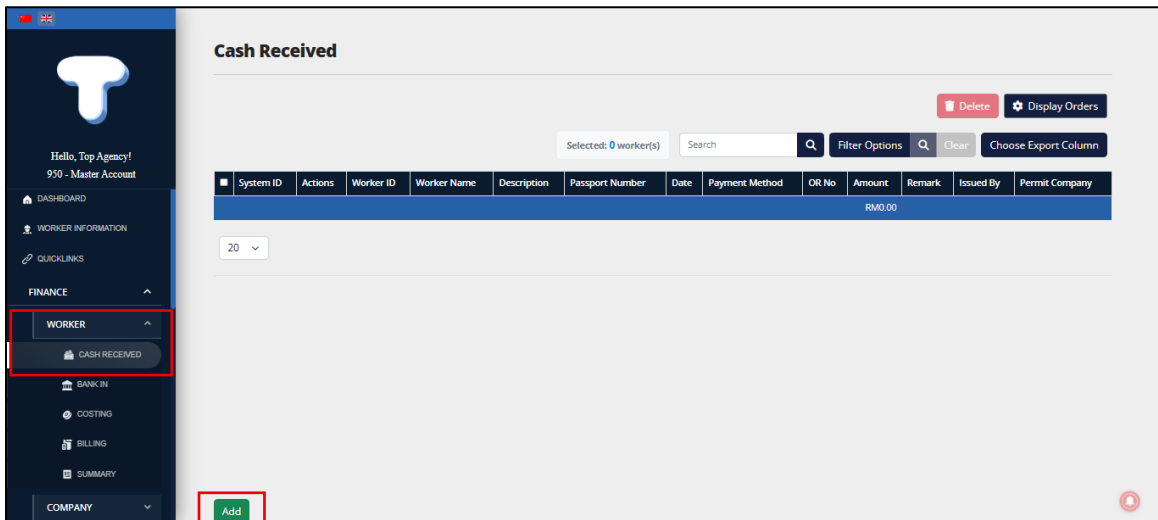 Cash Received
Delete
Display Orders
Hello, Top Agency!
950 - Master Account
Selected: 0 worker(s)
Search
Filter Options
Clear
Choose Export Column
System ID Actions Worker ID Worker Name Description Passport Number Date Payment Method OR No Amount Remark Issued By Permit Company
RM0.00
20
DASHBOARD
WORKER INFORMATION
QUICKLINKS
FINANCE
WORKER
CASH RECEIVED
BANK IN
COSTING
BILLING
SUMMARY
COMPANY
Add